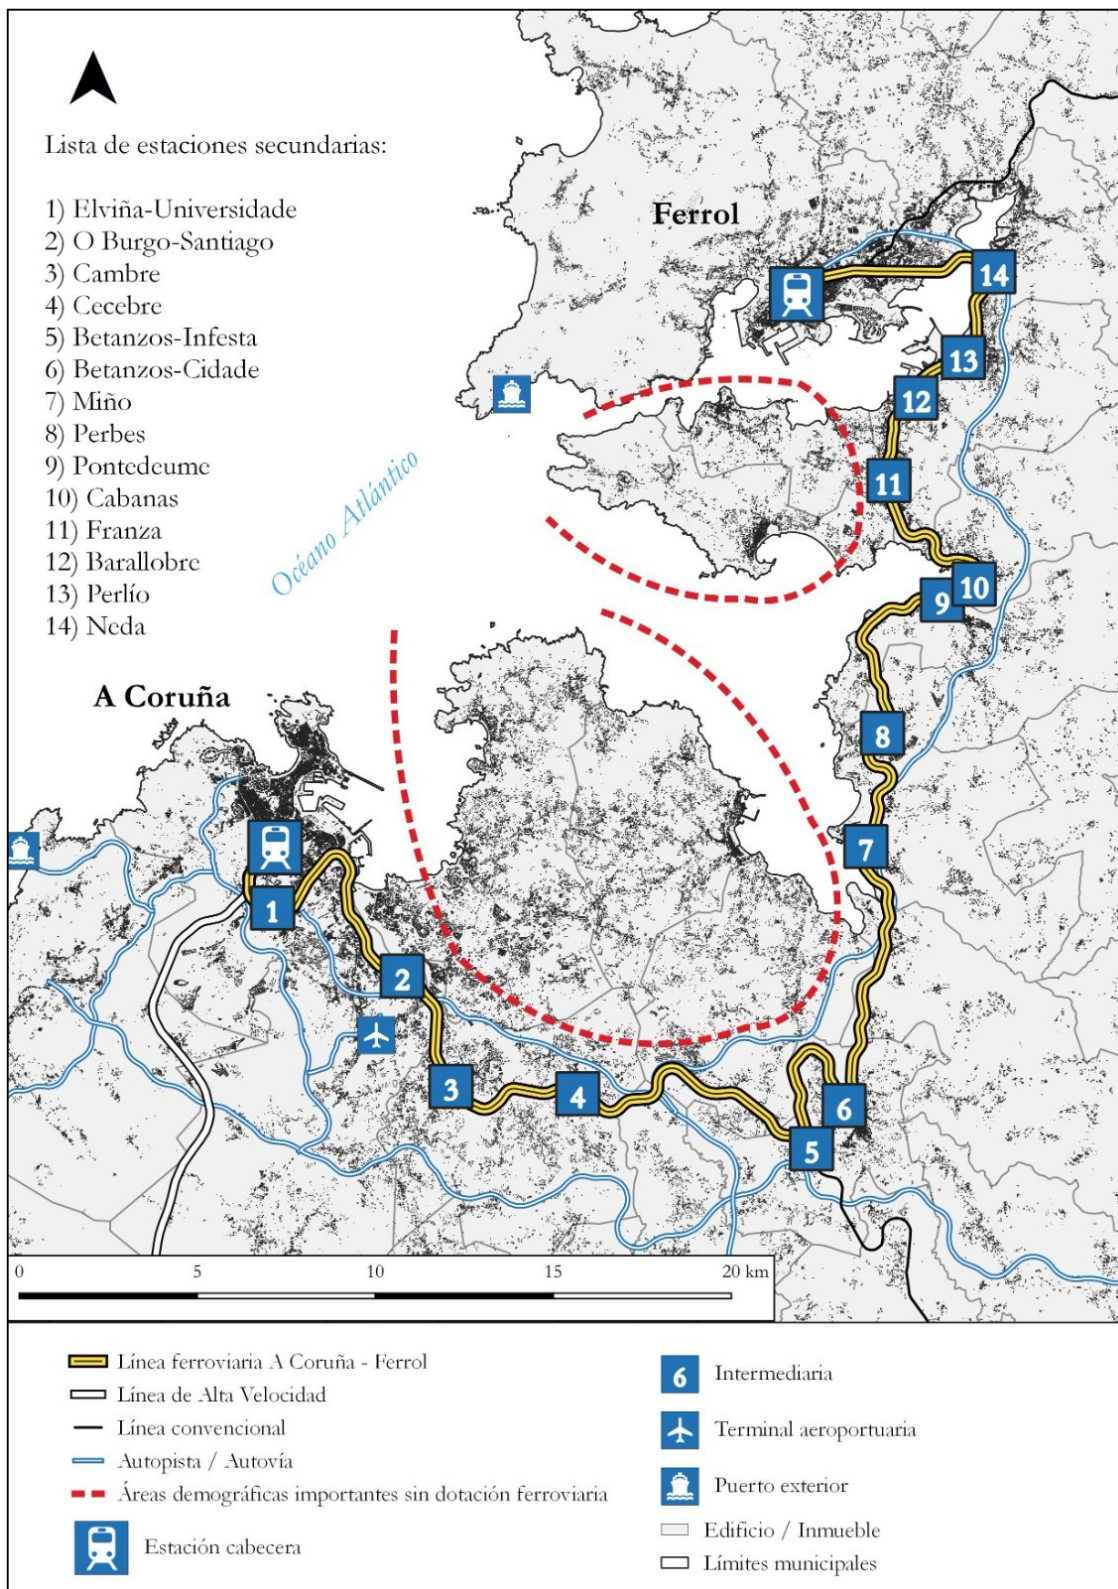 Lista de estaciones secundarias:
1) Elviña-Universidade
2) O Burgo-Santiago
3) Cambre
4) Cecebre
5) Betanzos-Infesta
6) Betanzos-Cidade
7) Miño
8) Perbes
9) Pontedeume
10) Cabanas
11) Franza
12) Barallobre
13) Perlío
14) Neda
Ferrol
14
13
12
11
Océano Atlántico
10
9
A Coruña
8
7
1
2
3
4
6
5
0 5 10 15 20 km
Línea ferroviaria A Coruña - Ferrol
Línea de Alta Velocidad
Línea convencional
Autopista / Autovía
Áreas demográficas importantes sin dotación ferroviaria
Estación cabecera
6 Intermediaria
Terminal aeroportuaria
Puerto exterior
Edificio / Inmueble
Límites municipales